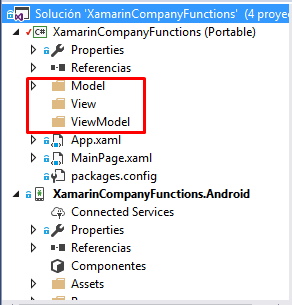 Solución 'XamarinCompanyFunctions' (4 proye
C# XamarinCompanyFunctions (Portable)
Properties
Referencias
Model
View
ViewModel
App.xaml
MainPage.xaml
packages.config
XamarinCompanyFunctions.Android
Connected Services
Properties
Referencias
Componentes
Assets